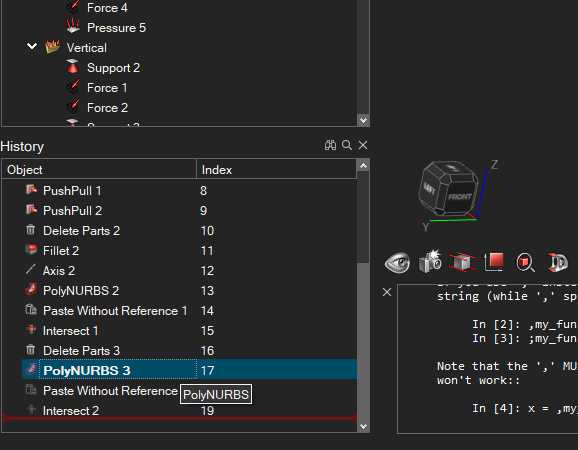 Force 4
Pressure 5
Vertical
Support 2
Force 1
Force 2
History
Object Index
PushPull 1 8
PushPull 2 9
Delete Parts 2 10
Fillet 2 11
Axis 2 12
PolyNURBS 2 13
Paste Without Reference 1 14
Intersect 1 15
Delete Parts 3 16
PolyNURBS 3 17
Paste Without Reference
PolyNURBS
Intersect 2 19
Z
LEFT
FRONT
Y
string (while ',' sp
In [2]: ,my_fun
In [3]: ;my_fun
Note that the ',' MU
won't work::
In [4]: x = ,my_